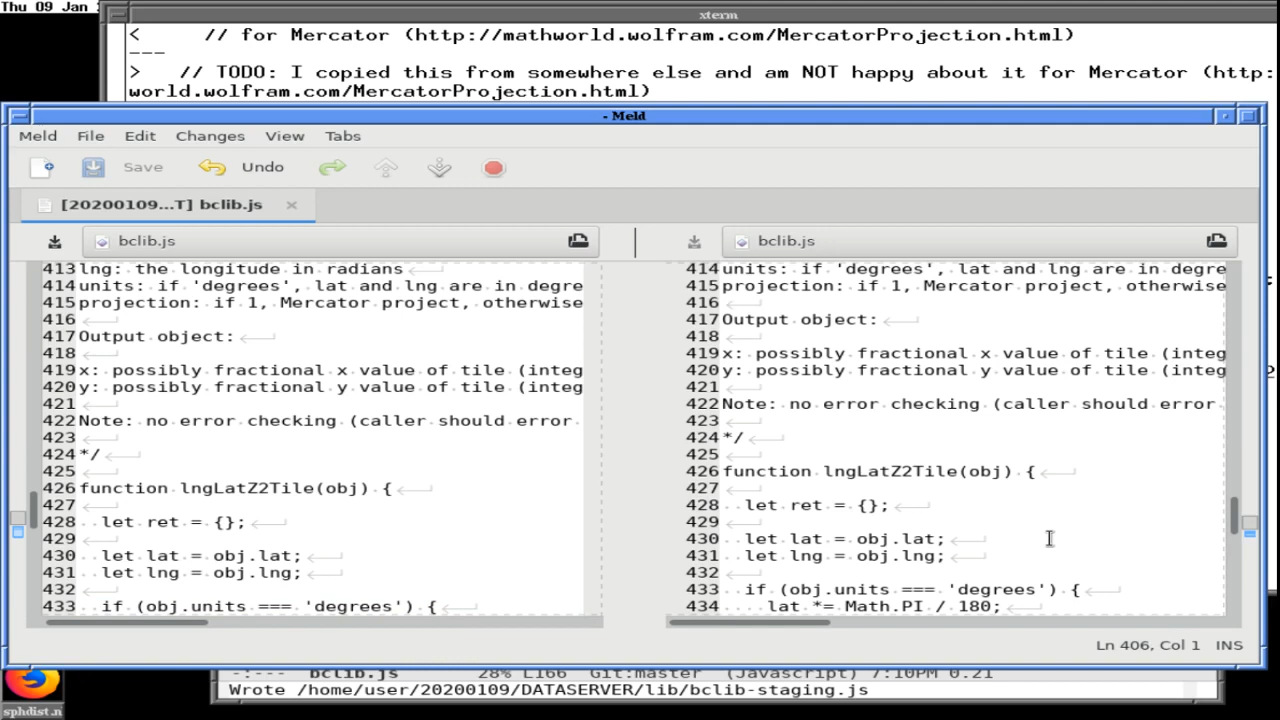 Thu 09 Jan
xterm
<      // for Mercator (http://mathworld.wolfram.com/MercatorProjection.html)
---
>    // TODO: I copied this from somewhere else and am NOT happy about it for Mercator (http:
world.wolfram.com/MercatorProjection.html)
- Meld
Meld File Edit Changes View Tabs
Save Undo
[20200109...T] bclib.js ×
bclib.js
413 lng: the longitude in radians
414 units: if 'degrees', lat and lng are in degre
415 projection: if 1, Mercator project, otherwise
416
417 Output object:
418
419 x: possibly fractional x value of tile (integ
420 y: possibly fractional y value of tile (integ
421
422 Note: no error checking (caller should error
423
424 */
425
426 function lngLatZ2Tile(obj) {
427
428   let ret = {};
429
430   let lat = obj.lat;
431   let lng = obj.lng;
432
433   if (obj.units === 'degrees') {
bclib.js
414 units: if 'degrees', lat and lng are in degre
415 projection: if 1, Mercator project, otherwise
416
417 Output object:
418
419 x: possibly fractional x value of tile (integ
420 y: possibly fractional y value of tile (integ
421
422 Note: no error checking (caller should error
423
424 */
425
426 function lngLatZ2Tile(obj) {
427
428   let ret = {};
429
430   let lat = obj.lat;
431   let lng = obj.lng;
432
433   if (obj.units === 'degrees') {
434     lat *= Math.PI / 180;
Ln 406, Col 1 INS
-:--- bclib.js 28% L166 Git:master (JavaScript) 7:10PM 0.21
Wrote /home/user/20200109/DATASERVER/lib/bclib-staging.js
sphdist.n